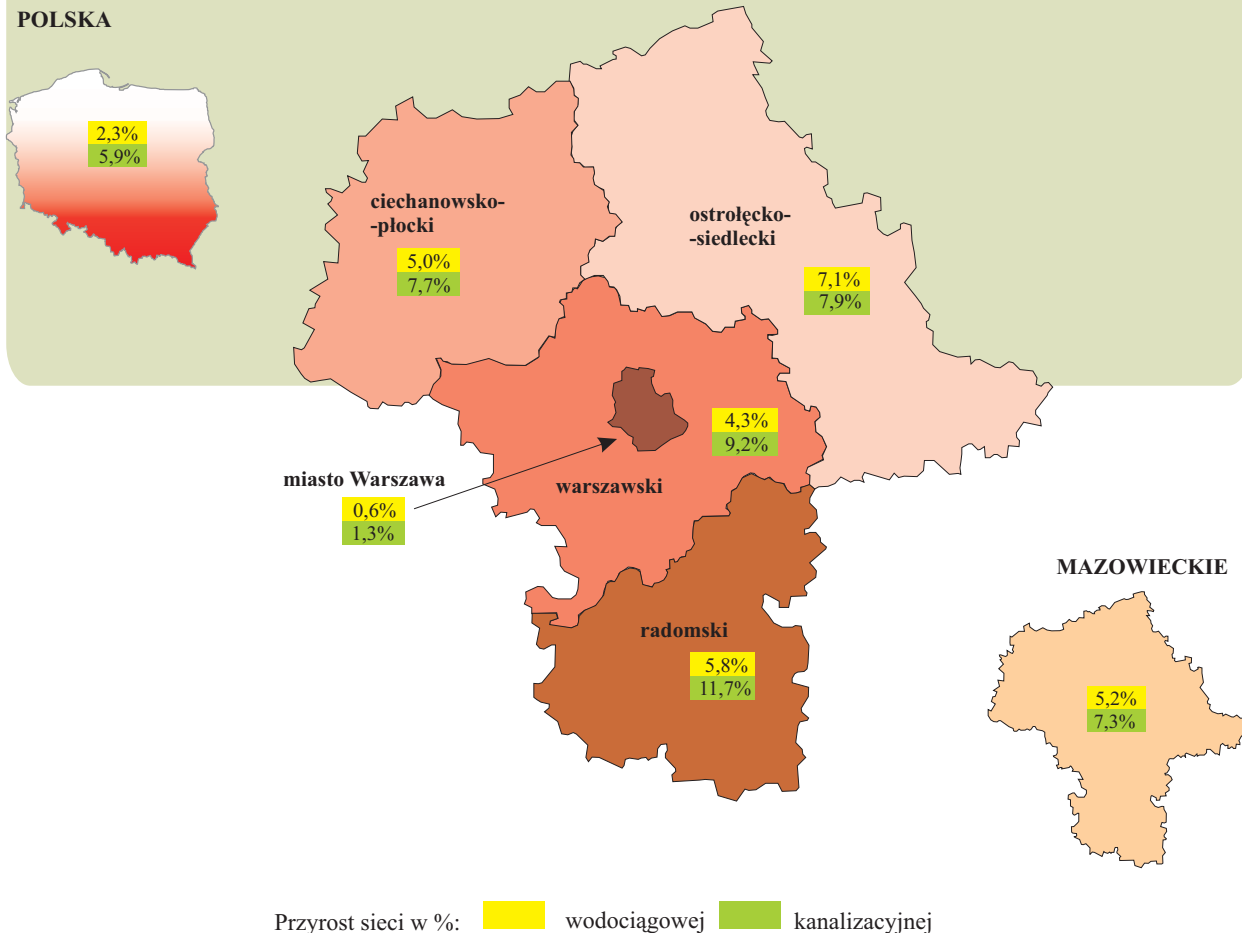 POLSKA
2,3%
5,9%
ciechanowsko-
-płocki
5,0%
7,7%
ostrołęcko-
-siedlecki
7,1%
7,9%
4,3%
9,2%
warszawski
miasto Warszawa
0,6%
1,3%
radomski
5,8%
11,7%
MAZOWIECKIE
5,2%
7,3%
Przyrost sieci w %: wodociągowej kanalizacyjnej